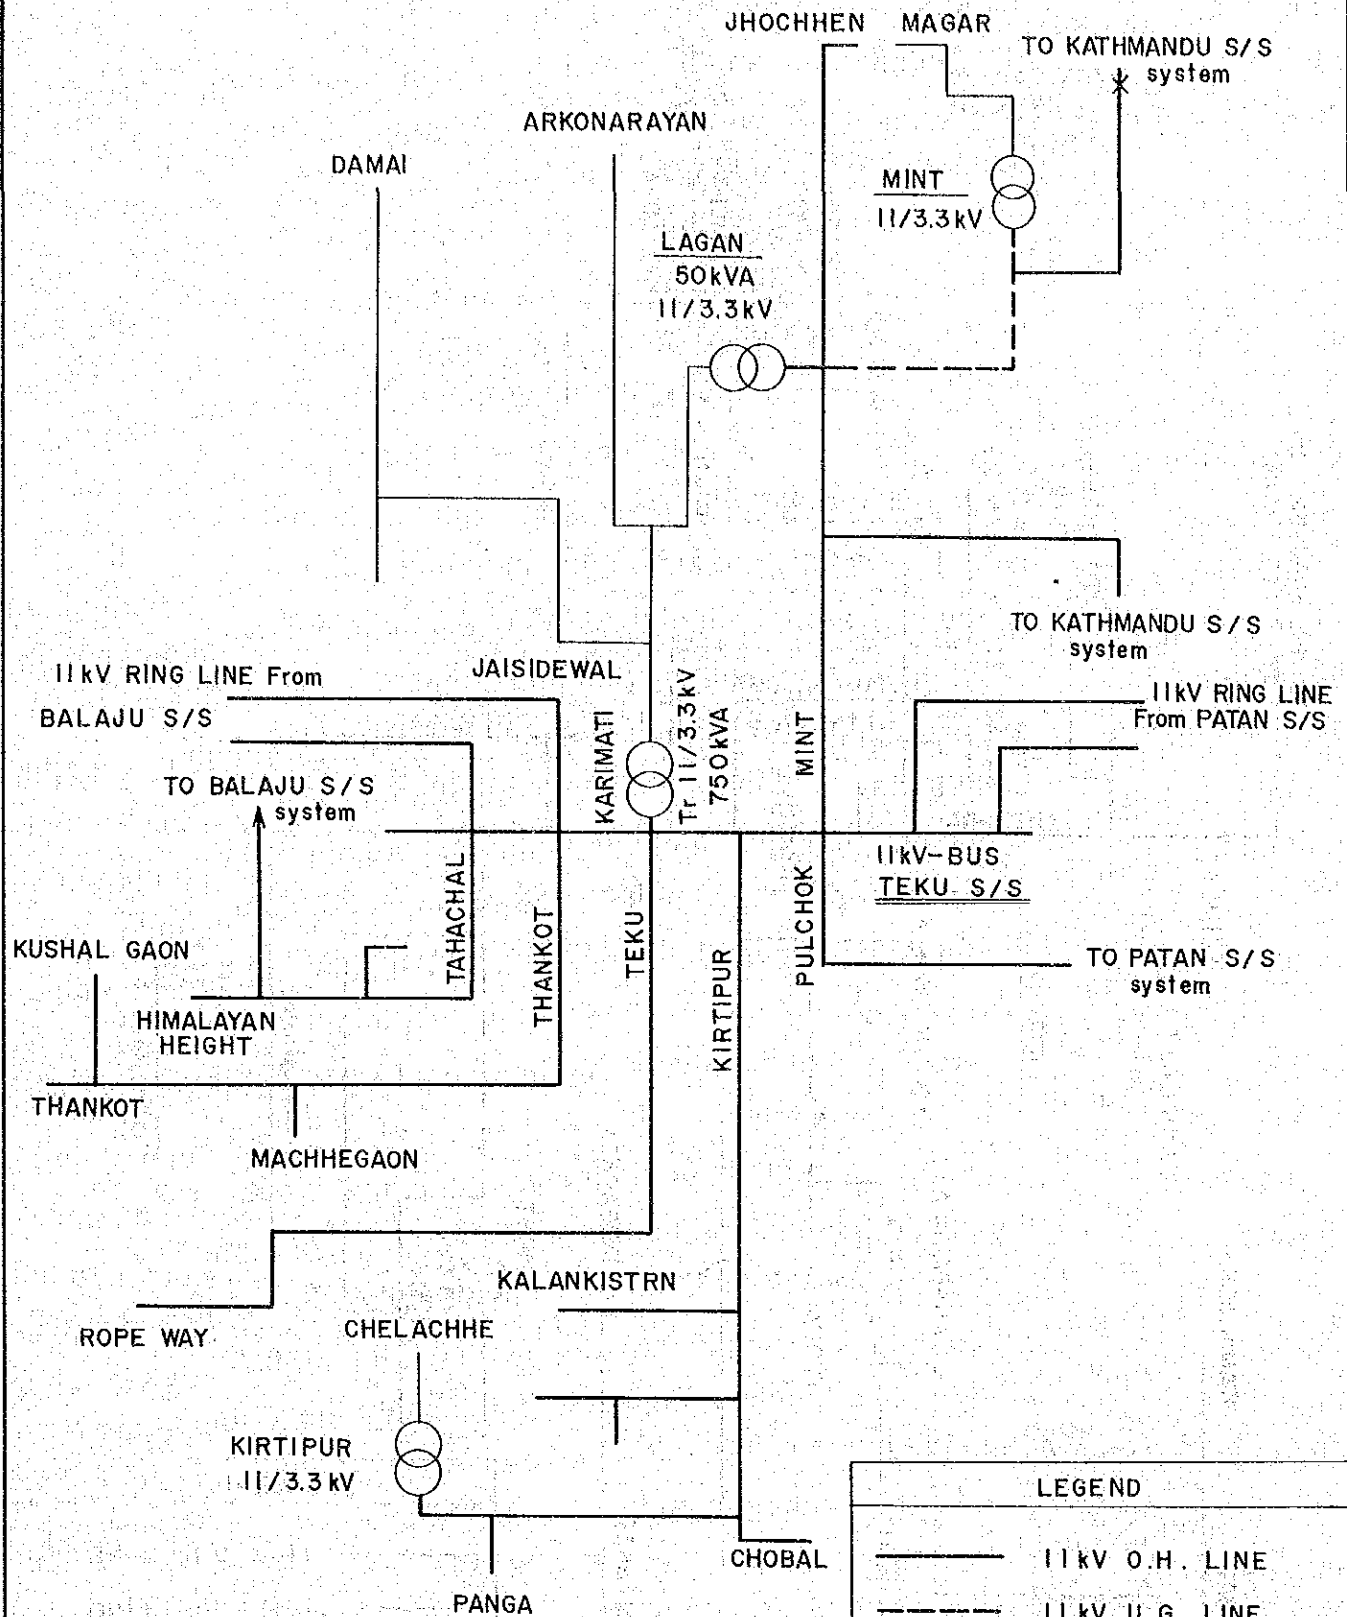 JHOCHHEN MAGAR
TO KATHMANDU S/S
system
ARKONARAYAN
DAMAI
MINT
11/3.3kV
LAGAN
50kVA
11/3.3kV
TO KATHMANDU S/S
system
JAISIDEWAL
11kV RING LINE From
BALAJU S/S
11kV RING LINE
From PATAN S/S
KARIMATI
Tr 11/3.3kV
750kVA
MINT
TO BALAJU S/S
system
11kV-BUS
TEKU S/S
TAHACHAL
THANKOT
TEKU
KIRTIPUR
PULCHOK
KUSHAL GAON
TO PATAN S/S
system
HIMALAYAN
HEIGHT
THANKOT
MACHHEGAON
KALANKISTRN
ROPE WAY
CHELACHHE
KIRTIPUR
11/3.3kV
LEGEND
CHOBAL
11kV O.H. LINE
PANGA
11kV U.G. LINE